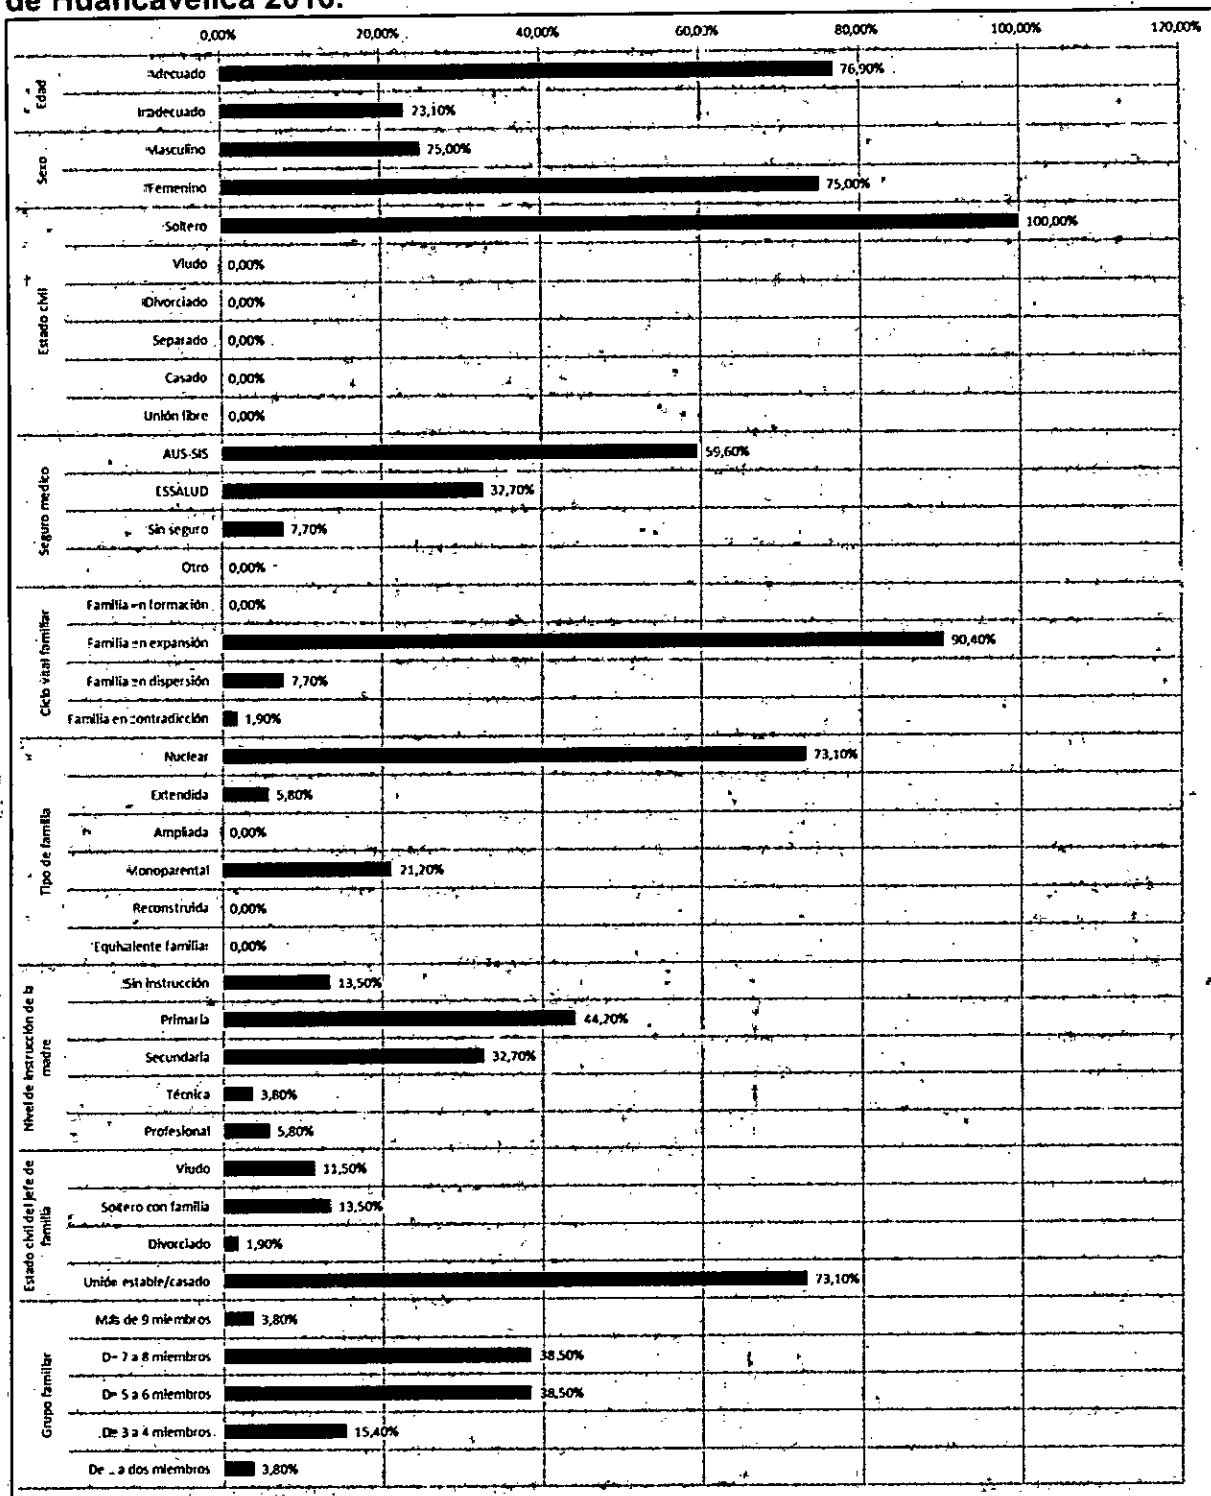 de Huancavelica 2016.
0,00% 20,00% 40,00% 60,00% 80,00% 100,00% 120,00%
Edad
Adecuado 76,90%
Inadecuado 23,10%
Sexo
Masculino 25,00%
Femenino 75,00%
Estado civil
Soltero 100,00%
Viudo 0,00%
Divorciado 0,00%
Separado 0,00%
Casado 0,00%
Unión libre 0,00%
Seguro medico
AUS-SIS 59,60%
ESSALUD 32,70%
Sin seguro 7,70%
Otro 0,00%
Ciclo vital familiar
Familia en formación 0,00%
Familia en expansión 90,40%
Familia en dispersión 7,70%
Familia en contradicción 1,90%
Tipo de familia
Nuclear 73,10%
Extendida 5,80%
Ampliada 0,00%
Monoparental 21,20%
Reconstruida 0,00%
Equivalente familiar 0,00%
Nivel de instrucción de la
madre
Sin instrucción 13,50%
Primaria 44,20%
Secundaria 32,70%
Técnica 3,80%
Profesional 5,80%
Estado civil del jefe de
familia
Viudo 11,50%
Soltero con familia 13,50%
Divorciado 1,90%
Unión estable/casado 73,10%
Grupo familiar
Más de 9 miembros 3,80%
De 7 a 8 miembros 38,50%
De 5 a 6 miembros 38,50%
De 3 a 4 miembros 15,40%
De a dos miembros 3,80%